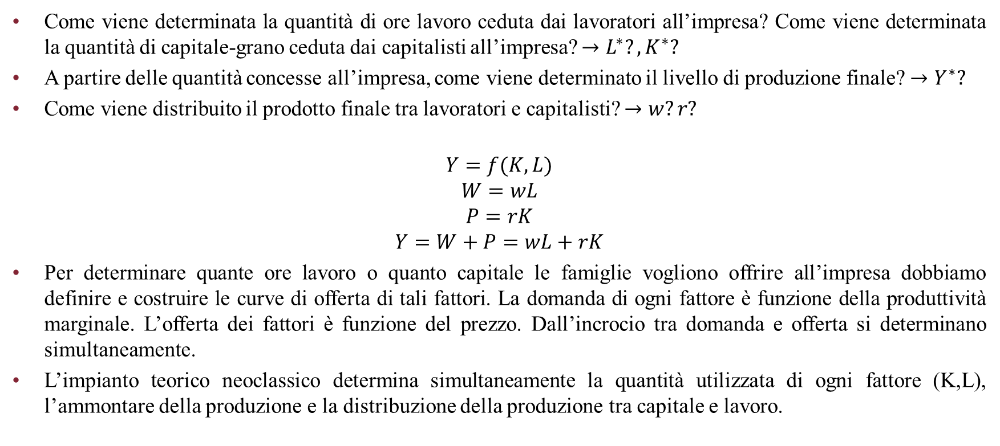 • Come viene determinata la quantità di ore lavoro ceduta dai lavoratori all’impresa? Come viene determinata
la quantità di capitale-grano ceduta dai capitalisti all’impresa? → L*?, K*?
• A partire delle quantità concesse all’impresa, come viene determinato il livello di produzione finale? → Y*?
• Come viene distribuito il prodotto finale tra lavoratori e capitalisti? → w? r?
Y = f(K, L)
W = wL
P = rK
Y = W + P = wL + rK
• Per determinare quante ore lavoro o quanto capitale le famiglie vogliono offrire all’impresa dobbiamo
definire e costruire le curve di offerta di tali fattori. La domanda di ogni fattore è funzione della produttività
marginale. L’offerta dei fattori è funzione del prezzo. Dall’incrocio tra domanda e offerta si determinano
simultaneamente.
• L’impianto teorico neoclassico determina simultaneamente la quantità utilizzata di ogni fattore (K,L),
l’ammontare della produzione e la distribuzione della produzione tra capitale e lavoro.